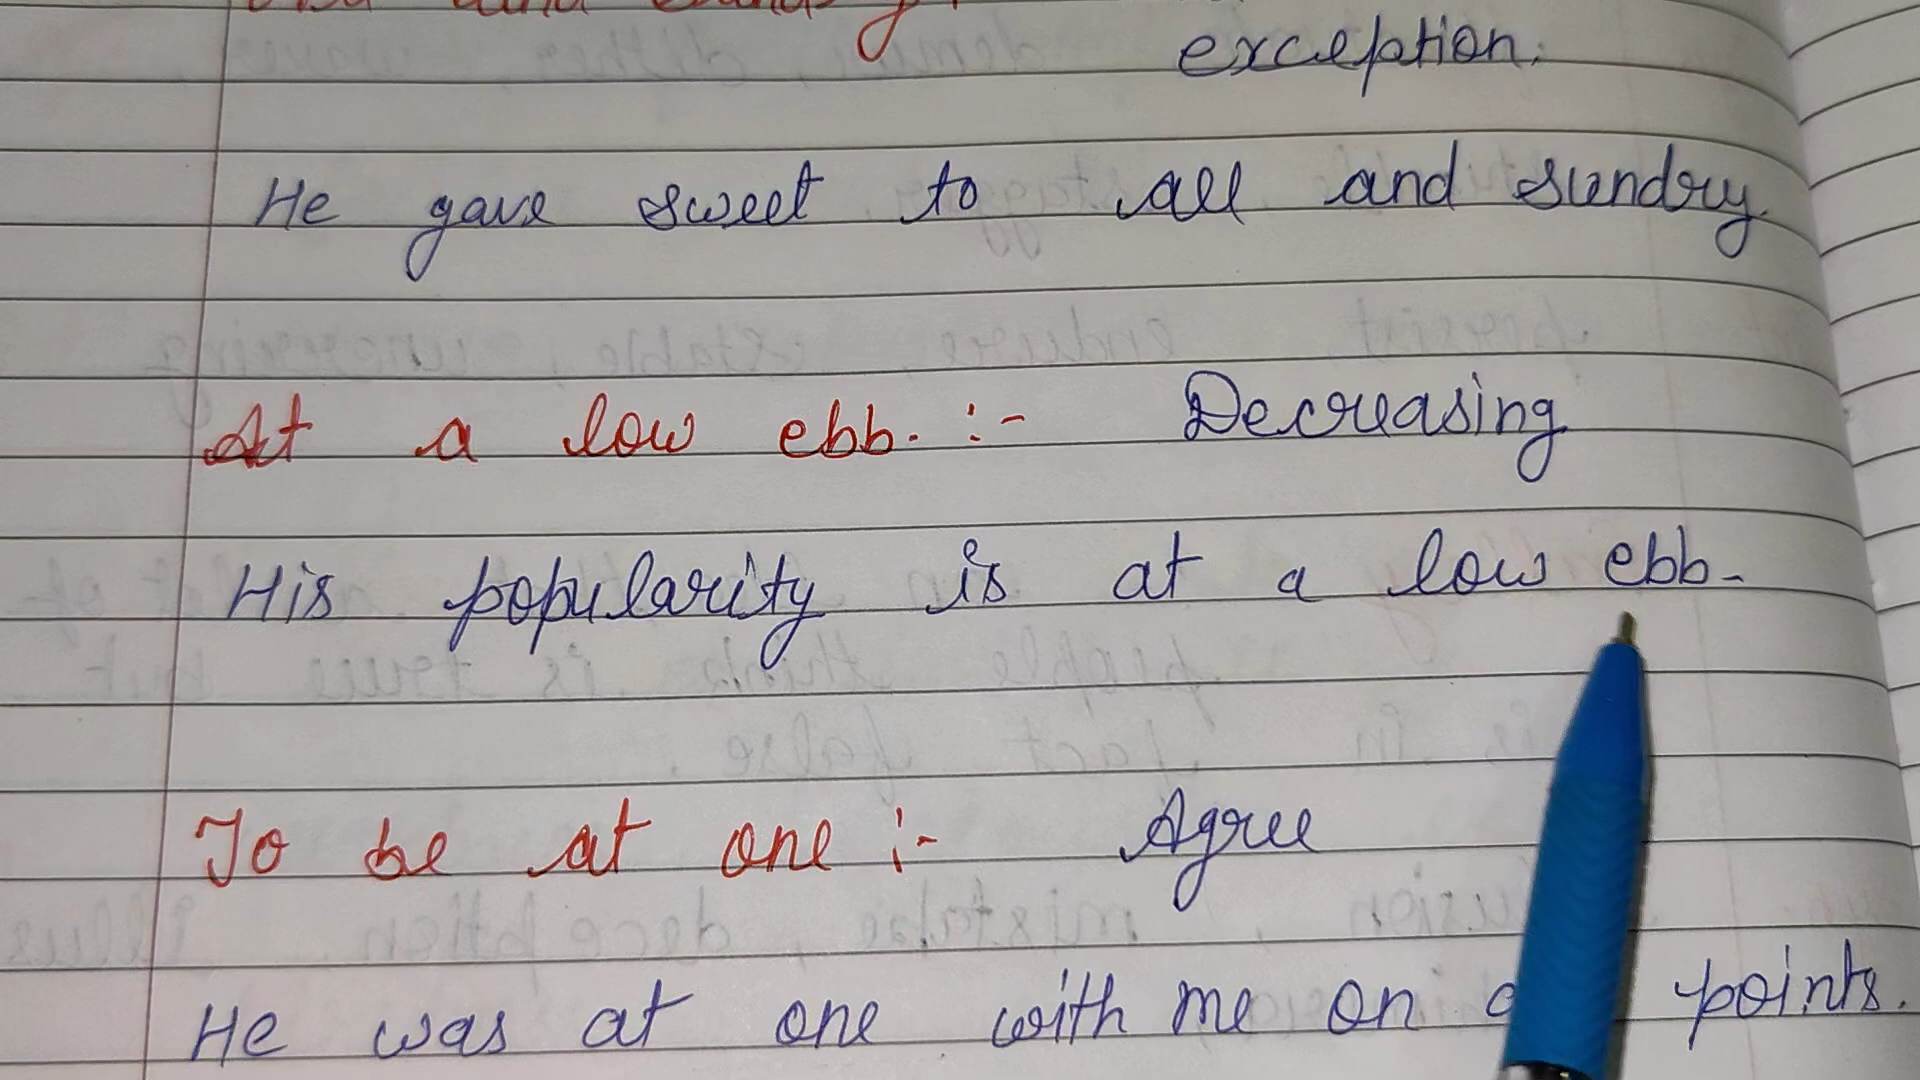 exception.
He gave sweet to all and sundry.
At a low ebb. :- Decreasing
His popularity is at a low ebb.
To be at one :- Agree
He was at one with me on points.